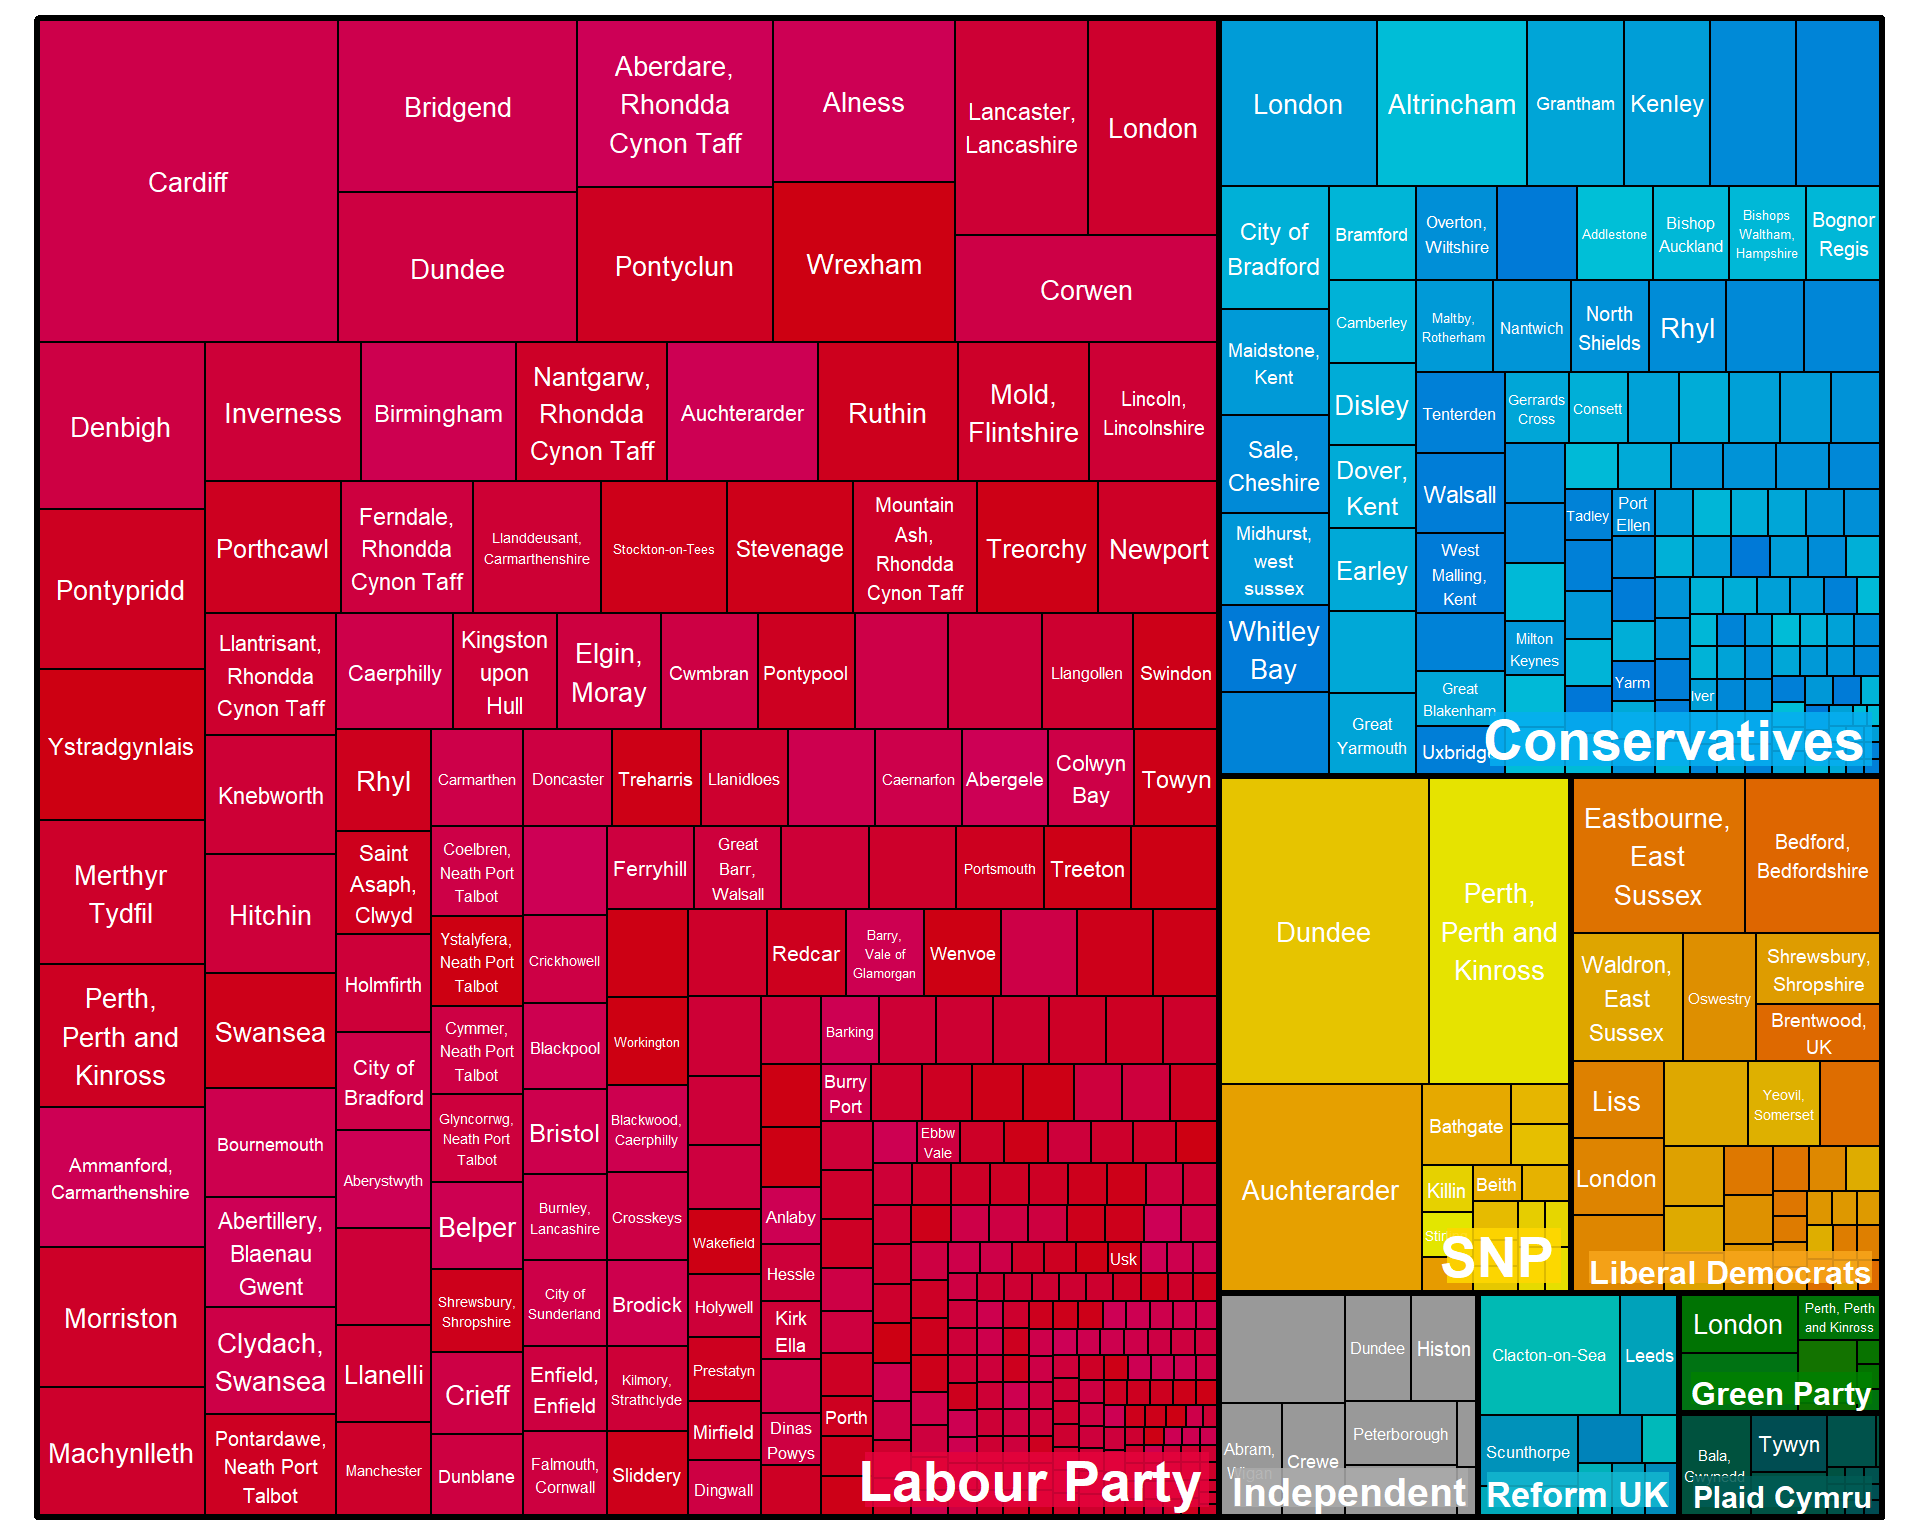 Cardiff
Bridgend
Dundee
Aberdare,
Rhondda
Cynon Taff
Pontyclun
Alness
Wrexham
Lancaster,
Lancashire
London
Corwen
Denbigh
Pontypridd
Ystradgynlais
Merthyr
Tydfil
Perth,
Perth and
Kinross
Ammanford,
Carmarthenshire
Morriston
Machynlleth
Inverness
Birmingham
Nantgarw,
Rhondda
Cynon Taff
Auchterarder
Ruthin
Mold,
Flintshire
Lincoln,
Lincolnshire
Porthcawl
Ferndale,
Rhondda
Cynon Taff
Llanddeusant,
Carmarthenshire
Stockton-on-Tees
Stevenage
Mountain
Ash,
Rhondda
Cynon Taff
Treorchy
Newport
Llantrisant,
Rhondda
Cynon Taff
Knebworth
Hitchin
Swansea
Bournemouth
Abertillery,
Blaenau
Gwent
Clydach,
Swansea
Pontardawe,
Neath Port
Talbot
Caerphilly
Kingston
upon
Hull
Elgin,
Moray
Cwmbran
Pontypool
Llangollen
Swindon
Rhyl
Saint
Asaph,
Clwyd
Holmfirth
City of
Bradford
Aberystwyth
Llanelli
Manchester
Carmarthen
Doncaster
Treharris
Llanidloes
Caernarfon
Abergele
Colwyn
Bay
Towyn
Coelbren,
Neath Port
Talbot
Ystalyfera,
Neath Port
Talbot
Cymmer,
Neath Port
Talbot
Glyncorrwg,
Neath Port
Talbot
Belper
Shrewsbury,
Shropshire
Crieff
Dunblane
Crickhowell
Blackpool
Bristol
Burnley,
Lancashire
City of
Sunderland
Enfield,
Enfield
Falmouth,
Cornwall
Ferryhill
Great
Barr,
Walsall
Portsmouth
Treeton
Workington
Blackwood,
Caerphilly
Crosskeys
Brodick
Kilmory,
Strathclyde
Sliddery
Redcar
Barry,
Vale of
Glamorgan
Wenvoe
Wakefield
Holywell
Prestatyn
Mirfield
Dingwall
Barking
Burry
Port
Ebbw
Vale
Anlaby
Hessle
Kirk
Ella
Dinas
Powys
Porth
Usk
Labour Party
London
Altrincham
Grantham
Kenley
City of
Bradford
Maidstone,
Kent
Sale,
Cheshire
Midhurst,
west
sussex
Whitley
Bay
Bramford
Camberley
Disley
Dover,
Kent
Earley
Great
Yarmouth
Overton,
Wiltshire
Addlestone
Bishop
Auckland
Bishops
Waltham,
Hampshire
Bognor
Regis
Maltby,
Rotherham
Nantwich
North
Shields
Rhyl
Tenterden
Walsall
West
Malling,
Kent
Great
Blakenham
Uxbridge
Gerrards
Cross
Consett
Milton
Keynes
Tadley
Port
Ellen
Yarm
Iver
Conservatives
Dundee
Perth,
Perth and
Kinross
Auchterarder
Bathgate
Killin
Beith
SNP
Eastbourne,
East
Sussex
Bedford,
Bedfordshire
Waldron,
East
Sussex
Oswestry
Shrewsbury,
Shropshire
Brentwood,
UK
Liss
London
Yeovil,
Somerset
Liberal Democrats
Dundee
Histon
Abram,
Wigan
Crewe
Peterborough
Independent
Clacton-on-Sea
Leeds
Scunthorpe
Reform UK
London
Perth, Perth
and Kinross
Green Party
Bala,
Gwynedd
Tywyn
Plaid Cymru